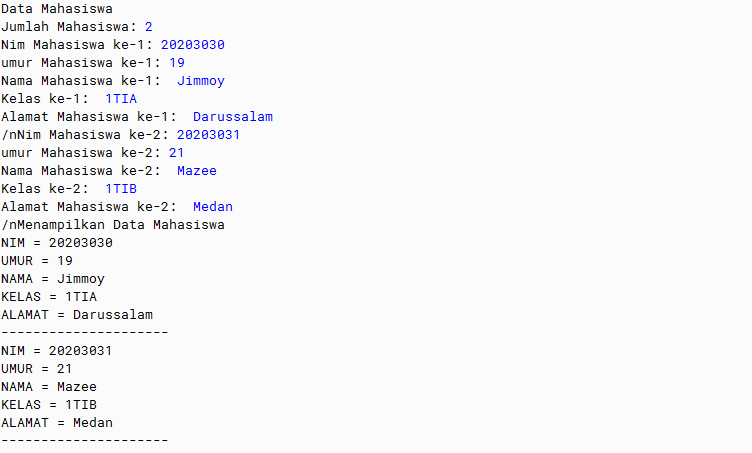 Data Mahasiswa
Jumlah Mahasiswa: 2
Nim Mahasiswa ke-1: 20203030
umur Mahasiswa ke-1: 19
Nama Mahasiswa ke-1:  Jimmoy
Kelas ke-1:  1TIA
Alamat Mahasiswa ke-1:  Darussalam
/nNim Mahasiswa ke-2: 20203031
umur Mahasiswa ke-2: 21
Nama Mahasiswa ke-2:  Mazee
Kelas ke-2:  1TIB
Alamat Mahasiswa ke-2:  Medan
/nMenampilkan Data Mahasiswa
NIM = 20203030
UMUR = 19
NAMA = Jimmoy
KELAS = 1TIA
ALAMAT = Darussalam
---------------------
NIM = 20203031
UMUR = 21
NAMA = Mazee
KELAS = 1TIB
ALAMAT = Medan
---------------------